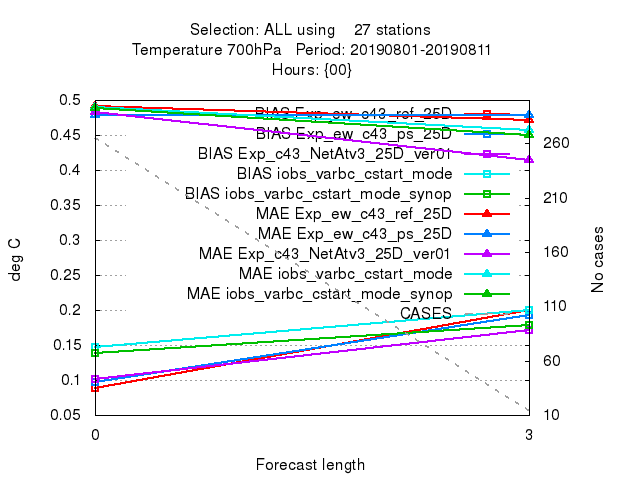 Selection: ALL using 27 stations
Temperature 700hPa Period: 20190801-20190811
Hours: {00}
0.5
0.45
0.4
0.35
0.3
0.25
0.2
0.15
0.1
0.05
deg C
BIAS Exp_ew_c43_ref_25D
BIAS Exp_ew_c43_ps_25D
BIAS Exp_c43_NetAtv3_25D_ver01
BIAS iobs_varbc_cstart_mode
BIAS iobs_varbc_cstart_mode_synop
MAE Exp_ew_c43_ref_25D
MAE Exp_ew_c43_ps_25D
MAE Exp_c43_NetAtv3_25D_ver01
MAE iobs_varbc_cstart_mode
MAE iobs_varbc_cstart_mode_synop
CASES
260
210
160
110
60
10
No cases
0 3
Forecast length